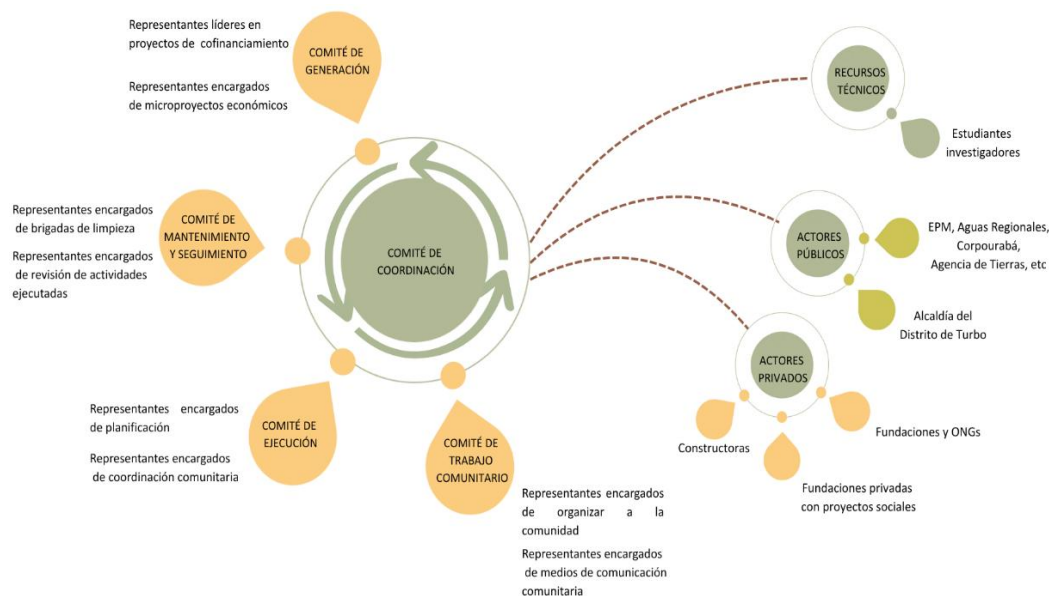 Representantes líderes en
proyectos de cofinanciamiento
Representantes encargados
de microproyectos económicos
COMITÉ DE
GENERACIÓN
Representantes encargados
de brigadas de limpieza
Representantes encargados
de revisión de actividades
ejecutadas
COMITÉ DE
MANTENIMIENTO
Y SEGUIMIENTO
COMITÉ DE
COORDINACIÓN
Representantes encargados
de planificación
Representantes encargados
de coordinación comunitaria
COMITÉ DE
EJECUCIÓN
COMITÉ DE
TRABAJO
COMUNITARIO
Representantes encargados
de organizar a la
comunidad
Representantes encargados
de medios de comunicación
comunitaria
RECURSOS
TÉCNICOS
Estudiantes
investigadores
ACTORES
PÚBLICOS
EPM, Aguas Regionales,
Corpourabá,
Agencia de Tierras, etc
Alcaldía del
Distrito de Turbo
ACTORES
PRIVADOS
Constructoras
Fundaciones y ONGs
Fundaciones privadas
con proyectos sociales